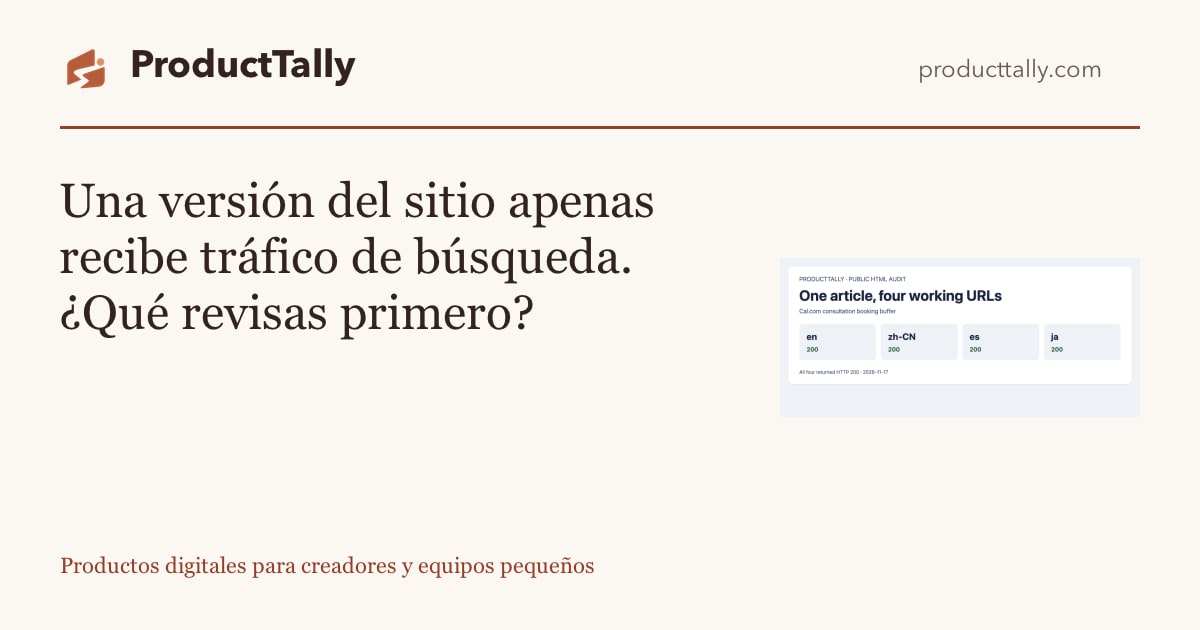 ProductTally
producttally.com
Una versión del sitio apenas
recibe tráfico de búsqueda.
¿Qué revisas primero?
PRODUCTTALLY · PUBLIC HTML AUDIT
One article, four working URLs
Cal.com consultation booking buffer
en
200
zh-CN
200
es
200
ja
200
All four returned HTTP 200 · 2026-11-17
Productos digitales para creadores y equipos pequeños